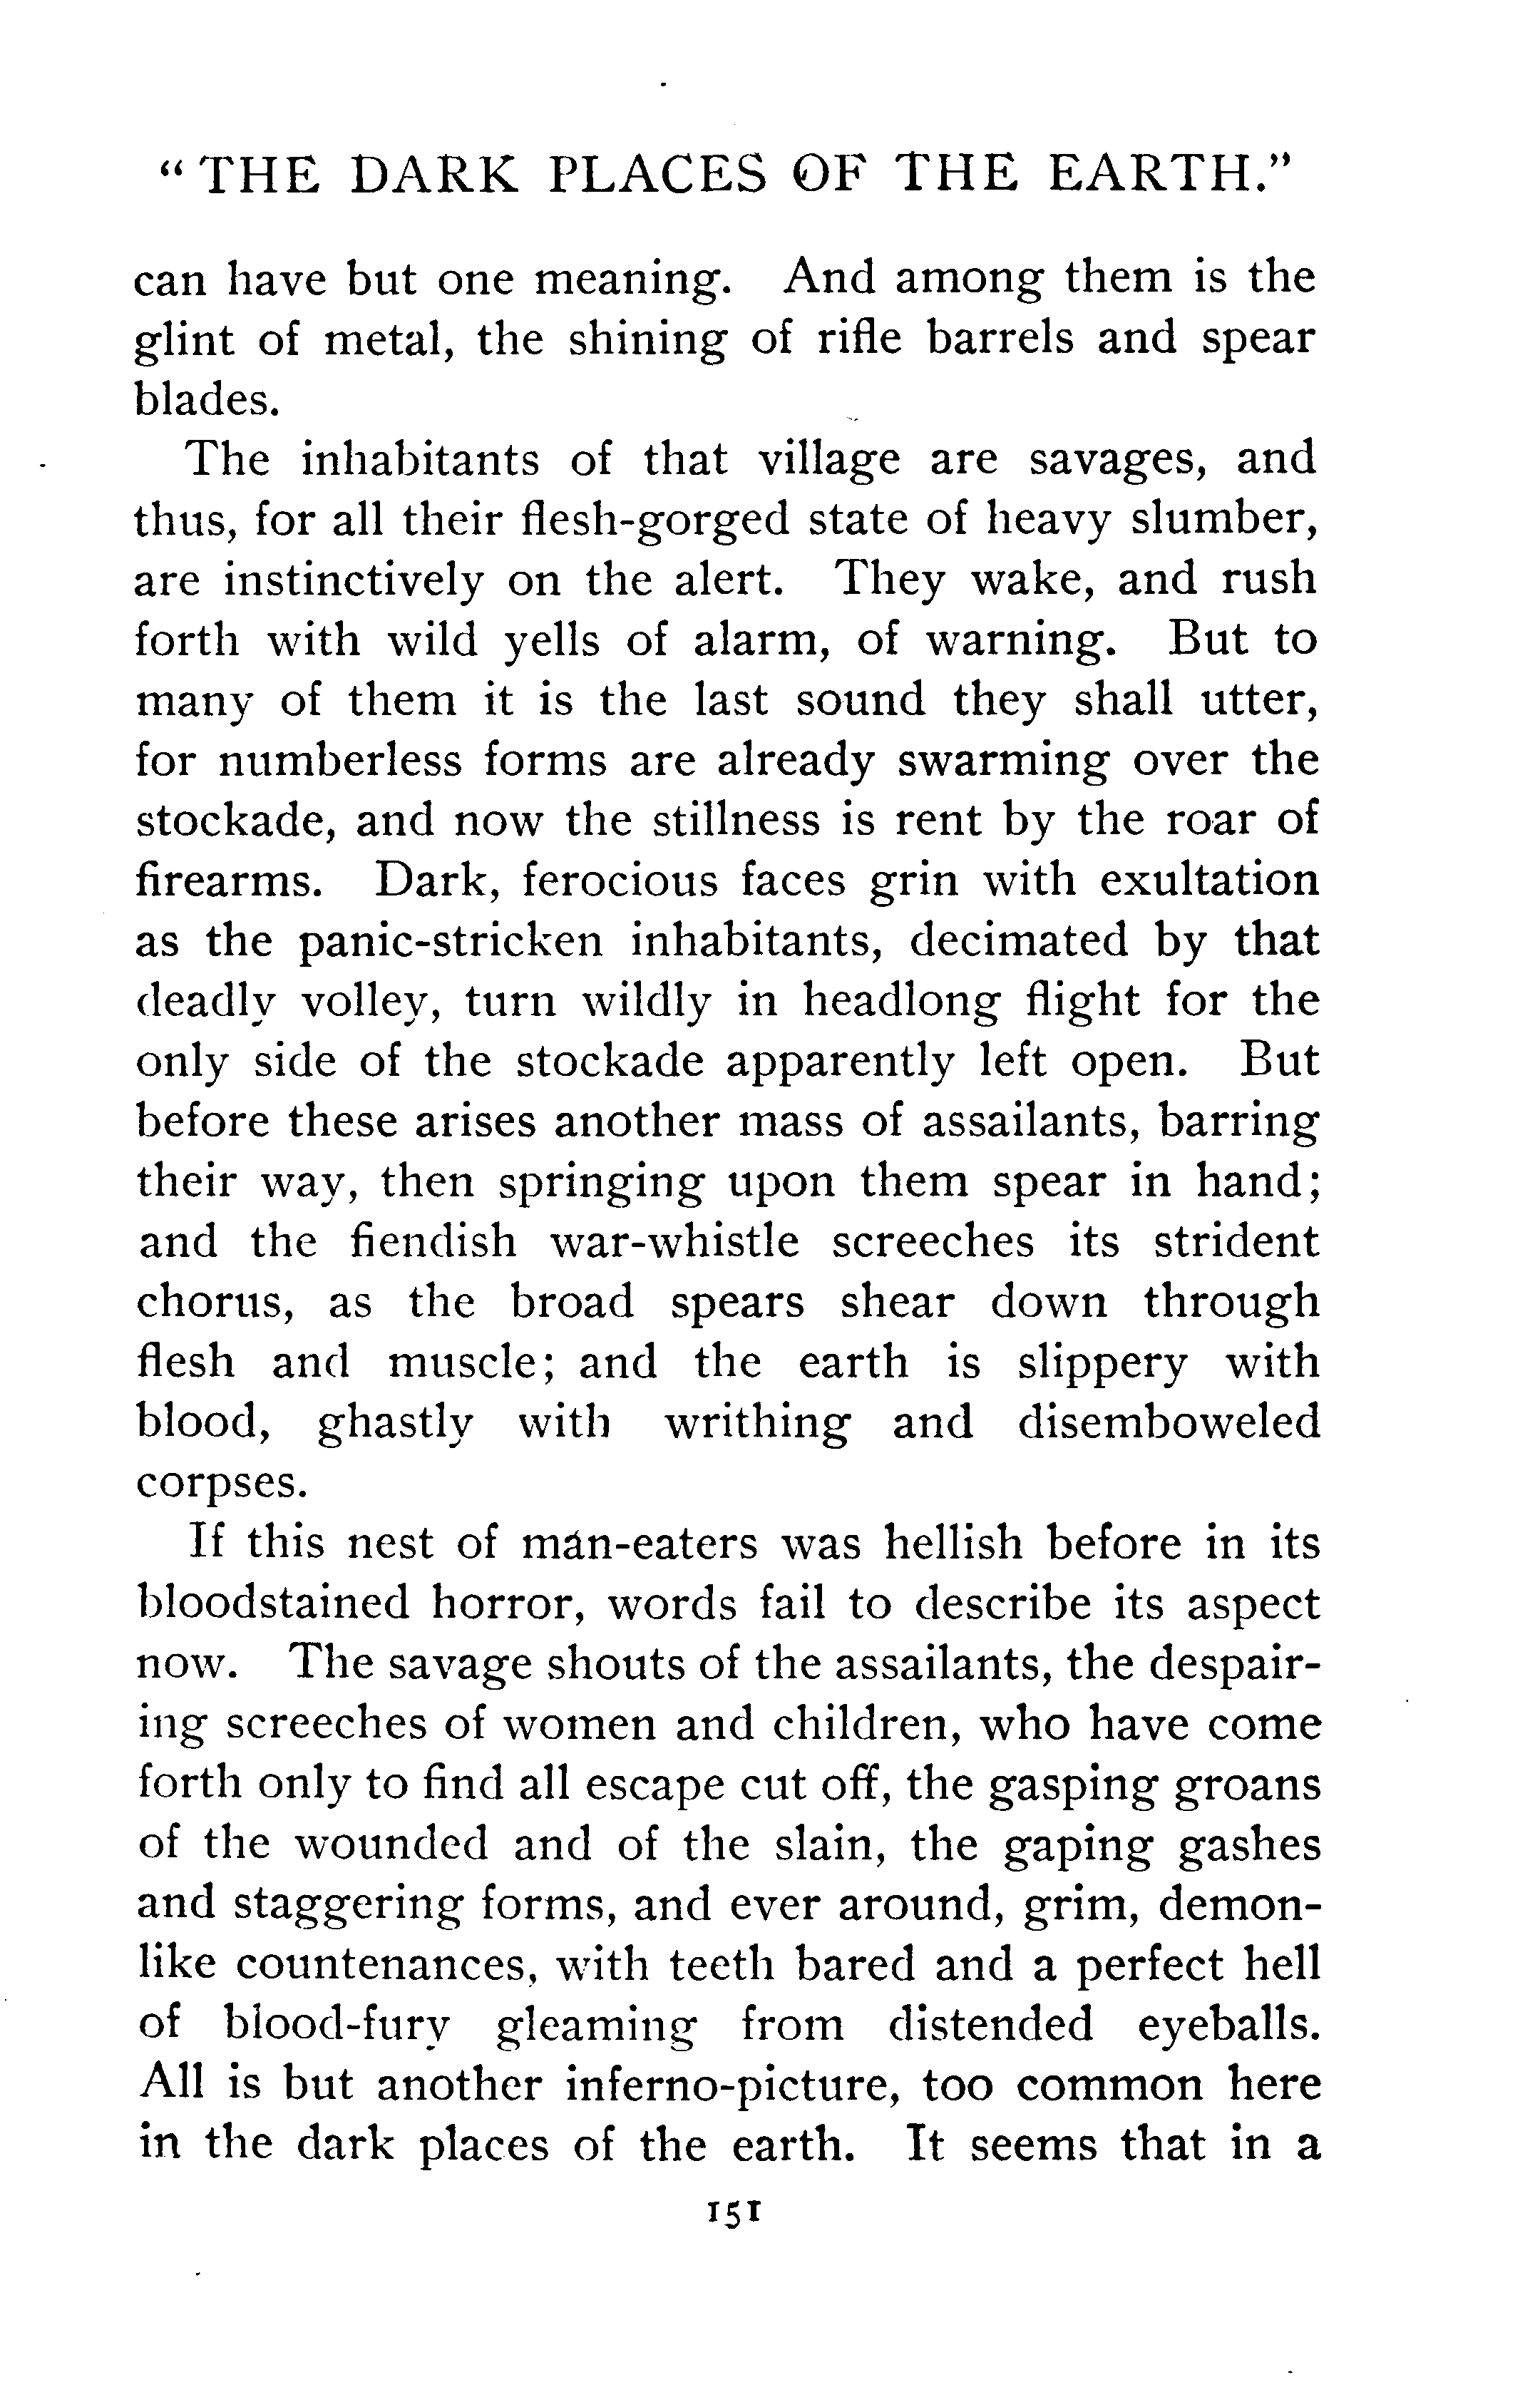 “THE DARK PLACES OF THE EARTH.”
can have but one meaning. And among them is the
glint of metal, the shining of rifle barrels and spear
blades.
The inhabitants of that village are savages, and
thus, for all their flesh-gorged state of heavy slumber,
are instinctively on the alert. They wake, and rush
forth with wild yells of alarm, of warning. But to
many of them it is the last sound they shall utter,
for numberless forms are already swarming over the
stockade, and now the stillness is rent by the roar of
firearms. Dark, ferocious faces grin with exultation
as the panic-stricken inhabitants, decimated by that
deadly volley, turn wildly in headlong flight for the
only side of the stockade apparently left open. But
before these arises another mass of assailants, barring
their way, then springing upon them spear in hand;
and the fiendish war-whistle screeches its strident
chorus, as the broad spears shear down through
flesh and muscle; and the earth is slippery with
blood, ghastly with writhing and disemboweled
corpses.
If this nest of man-eaters was hellish before in its
bloodstained horror, words fail to describe its aspect
now. The savage shouts of the assailants, the despair-
ing screeches of women and children, who have come
forth only to find all escape cut off, the gasping groans
of the wounded and of the slain, the gaping gashes
and staggering forms, and ever around, grim, demon-
like countenances, with teeth bared and a perfect hell
of blood-fury gleaming from distended eyeballs.
All is but another inferno-picture, too common here
in the dark places of the earth. It seems that in a
151